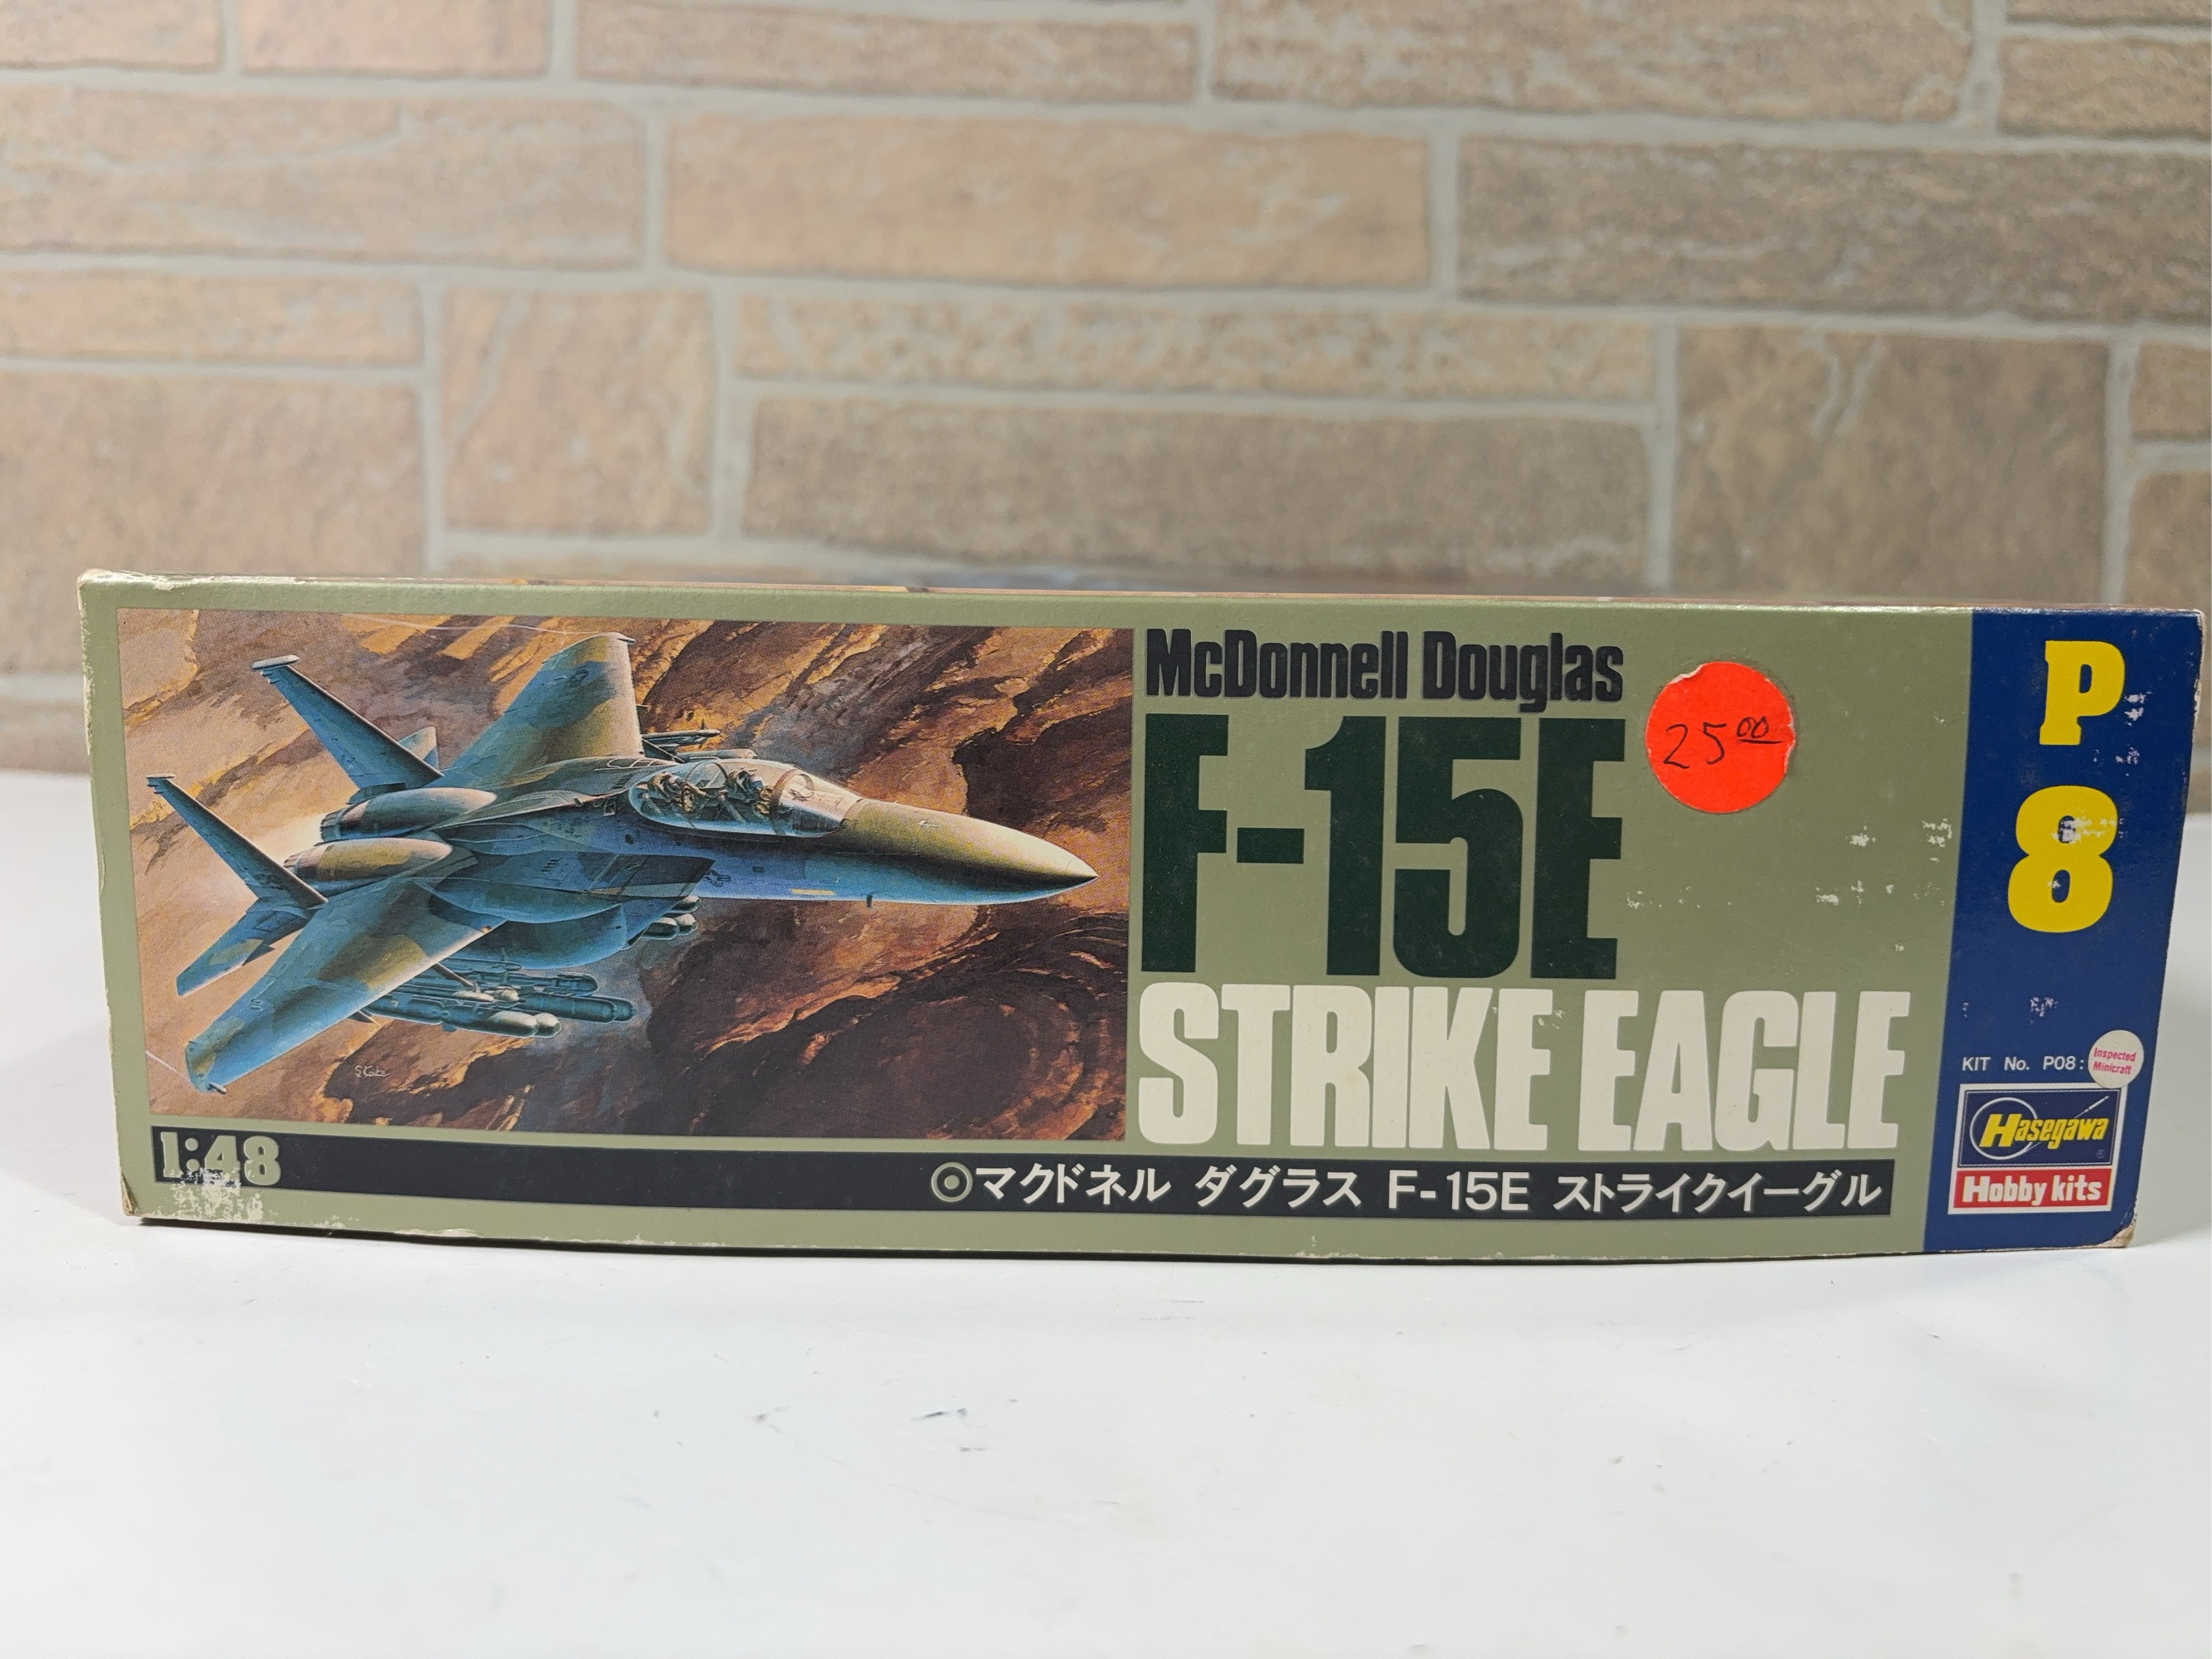 McDonnell Douglas
F-15E
STRIKE EAGLE
25 00
1:48
◎マクドネル ダグラス F-15E ストライクイーグル
P
8
KIT No. P08:
Inspected
Minicraft
Hasegawa
Hobby kits